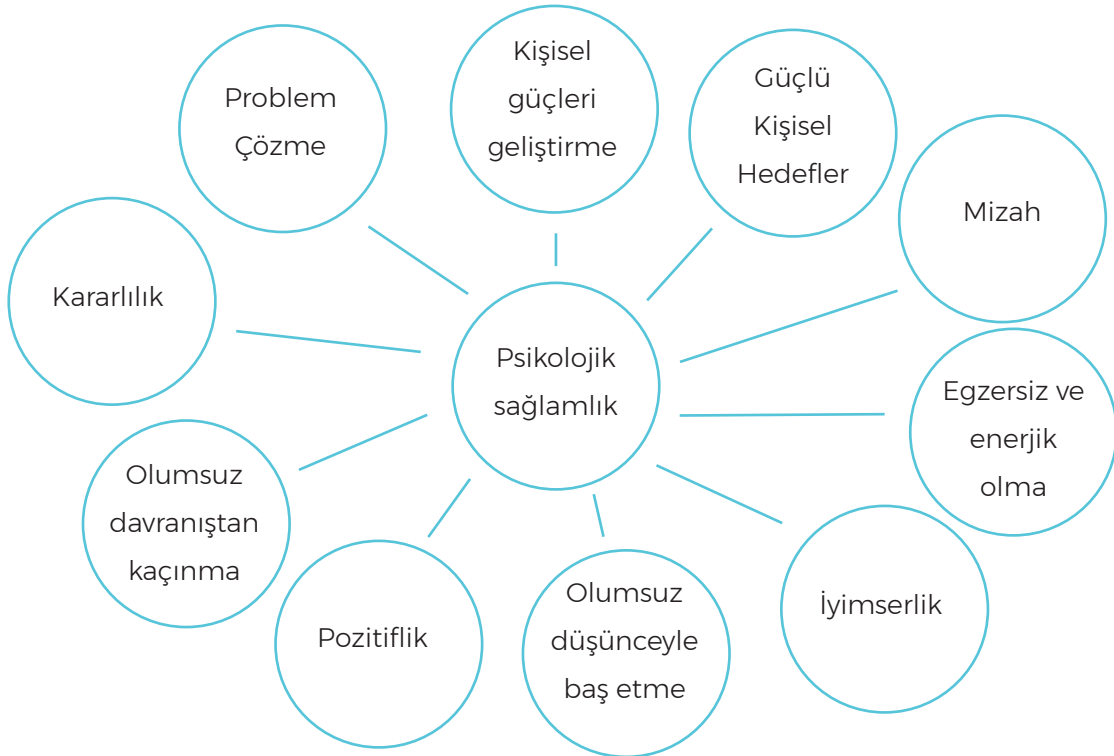 Problem
Çözme
Kişisel
güçleri
geliştirme
Güçlü
Kişisel
Hedefler
Mizah
Kararlılık
Psikolojik
sağlamlık
Egzersiz ve
enerjik
olma
Olumsuz
davranıştan
kaçınma
Pozitiflik
Olumsuz
düşünceyle
baş etme
İyimserlik